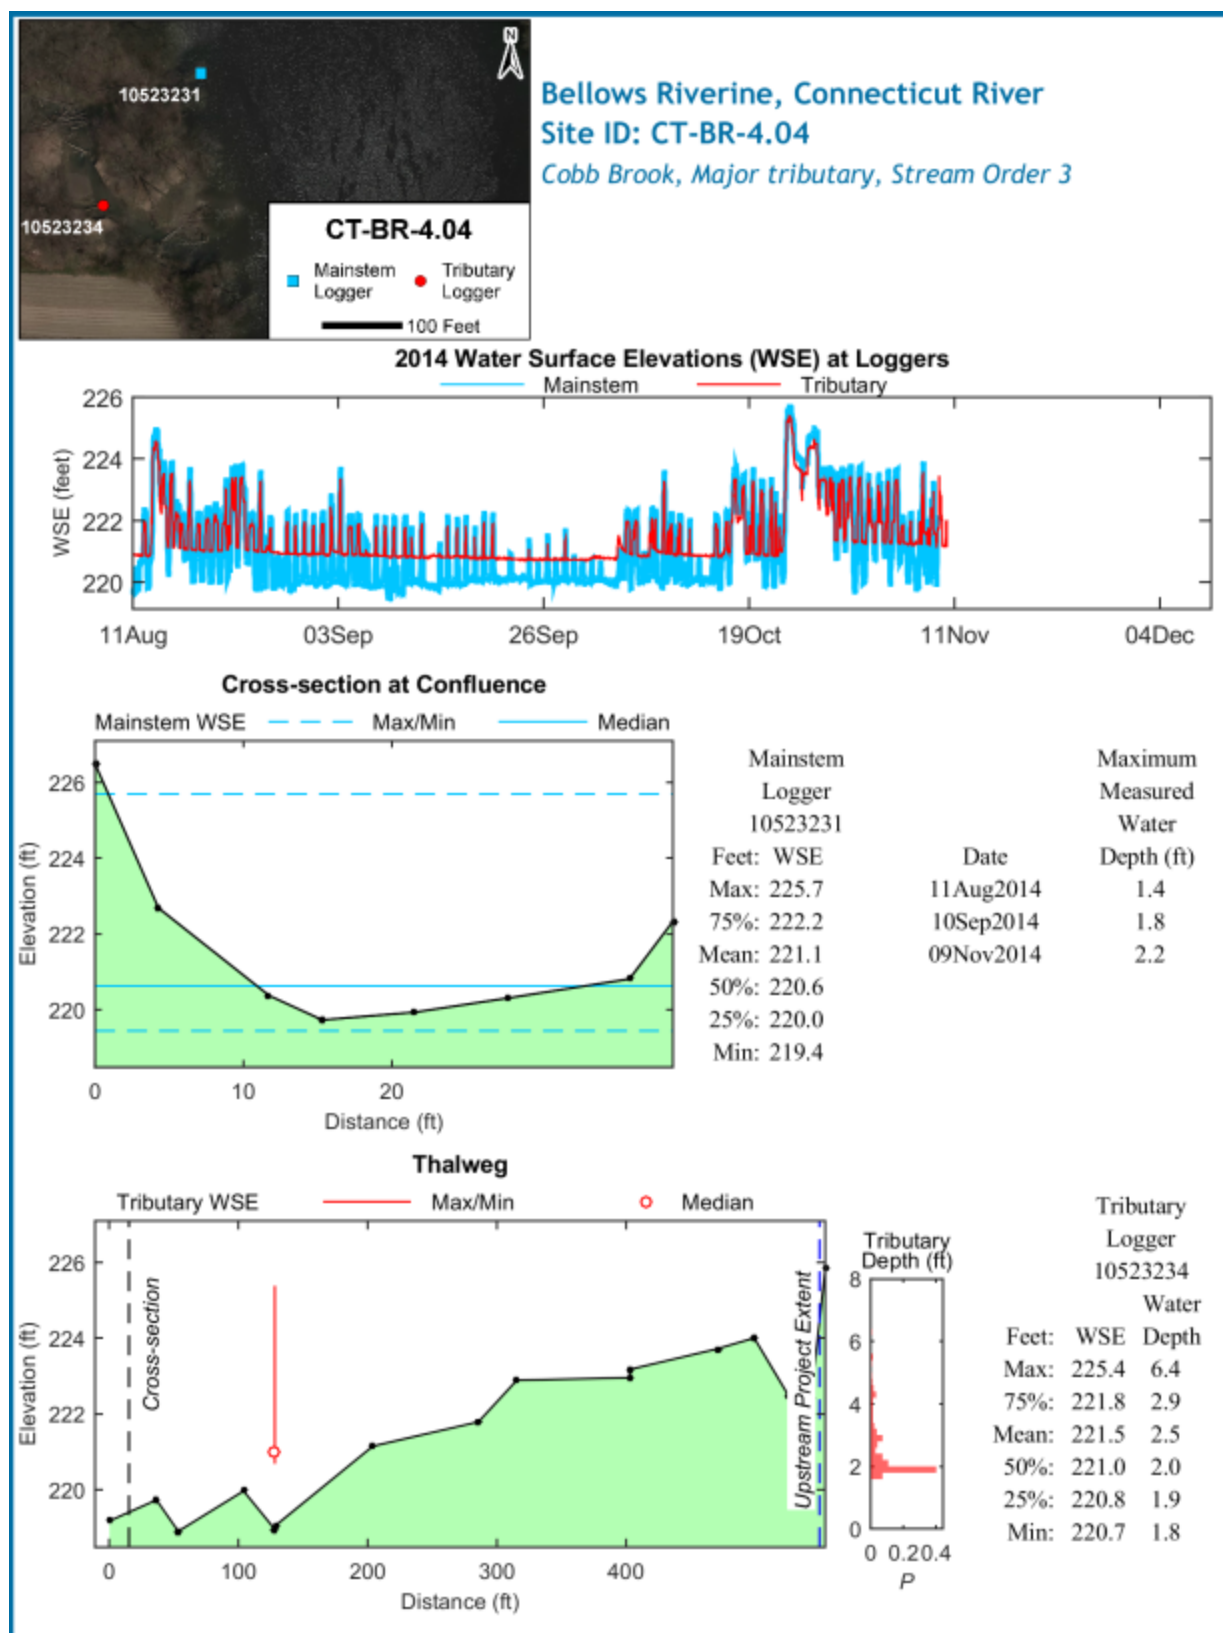 N
10523231
10523234
CT-BR-4.04
Mainstem Logger
Tributary Logger
100 Feet
Bellows Riverine, Connecticut River
Site ID: CT-BR-4.04
Cobb Brook, Major tributary, Stream Order 3
2014 Water Surface Elevations (WSE) at Loggers
Mainstem Tributary
WSE (feet)
226
224
222
220
11Aug 03Sep 26Sep 19Oct 11Nov 04Dec
Cross-section at Confluence
Mainstem WSE Max/Min Median
Elevation (ft)
226
224
222
220
0 10 20
Distance (ft)
Mainstem
Logger
10523231
Feet: WSE
Max: 225.7
75%: 222.2
Mean: 221.1
50%: 220.6
25%: 220.0
Min: 219.4
Maximum
Measured
Water
Date Depth (ft)
11Aug2014 1.4
10Sep2014 1.8
09Nov2014 2.2
Thalweg
Tributary WSE Max/Min Median
Elevation (ft)
226
224
222
220
Cross-section
Upstream Project Extent
0 100 200 300 400
Distance (ft)
Tributary
Depth (ft)
8
6
4
2
0
0 0.2 0.4
P
Tributary
Logger
10523234
Water
Feet: WSE Depth
Max: 225.4 6.4
75%: 221.8 2.9
Mean: 221.5 2.5
50%: 221.0 2.0
25%: 220.8 1.9
Min: 220.7 1.8